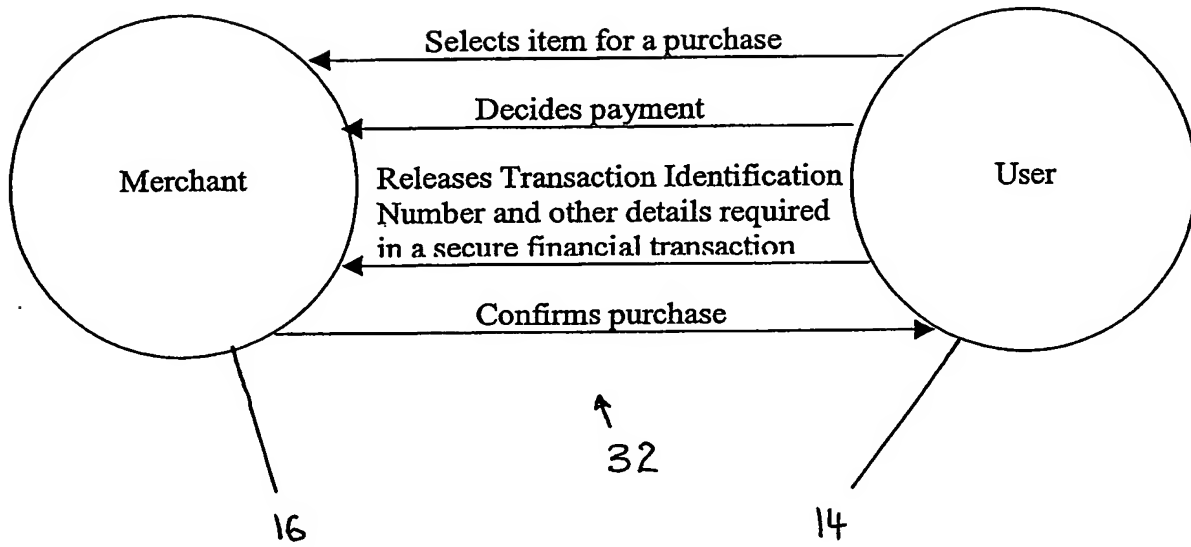 Selects item for a purchase
Decides payment
Merchant
Releases Transaction Identification
Number and other details required
in a secure financial transaction
User
Confirms purchase
32
16
14